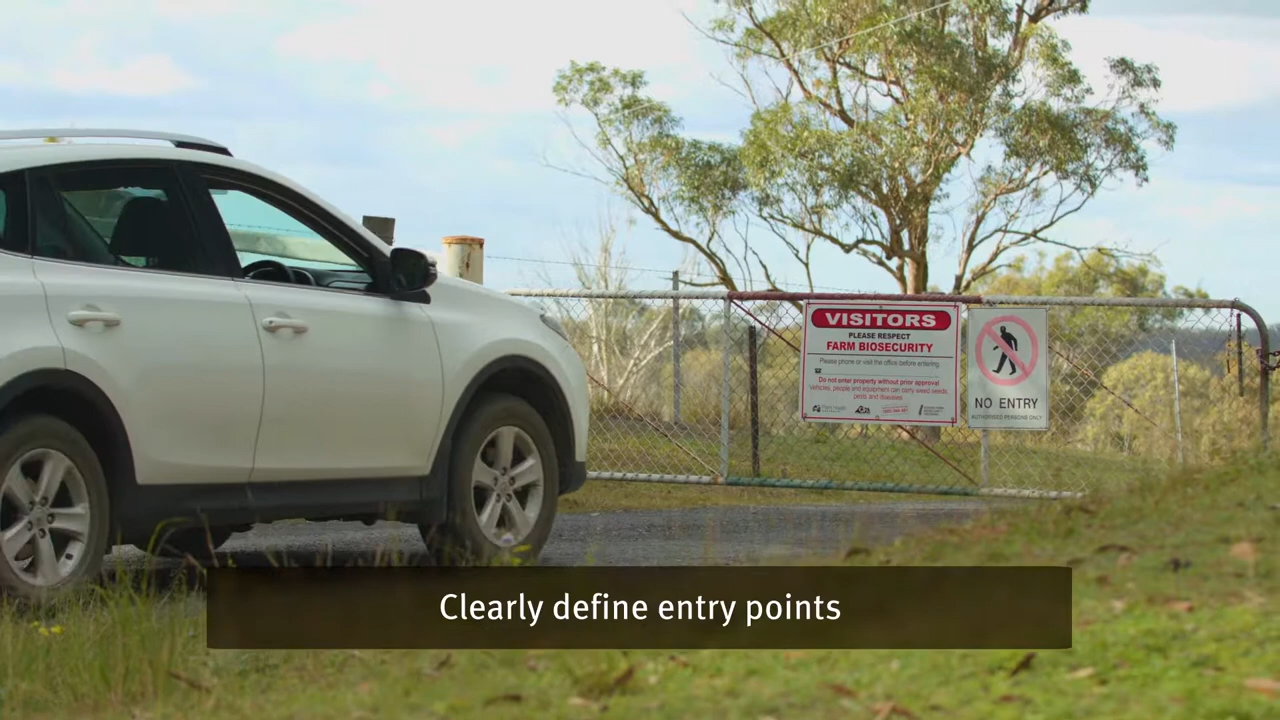 VISITORS
PLEASE RESPECT
FARM BIOSECURITY
Please phone or visit the office before entering.
Do not enter property without prior approval
Vehicles, people and equipment can carry weed seeds,
pests and diseases
NO ENTRY
AUTHORISED PERSONS ONLY
Clearly define entry points